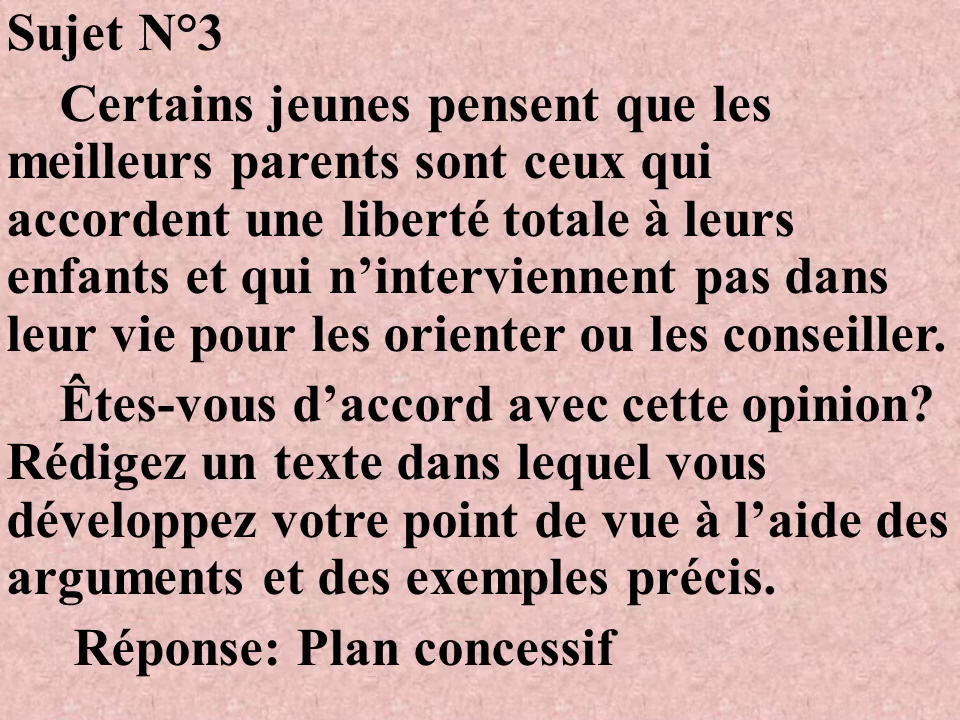 Sujet N°3
Certains jeunes pensent que les
meilleurs parents sont ceux qui
accordent une liberté totale à leurs
enfants et qui n’interviennent pas dans
leur vie pour les orienter ou les conseiller.
Êtes-vous d’accord avec cette opinion?
Rédigez un texte dans lequel vous
développez votre point de vue à l’aide des
arguments et des exemples précis.
Réponse: Plan concessif